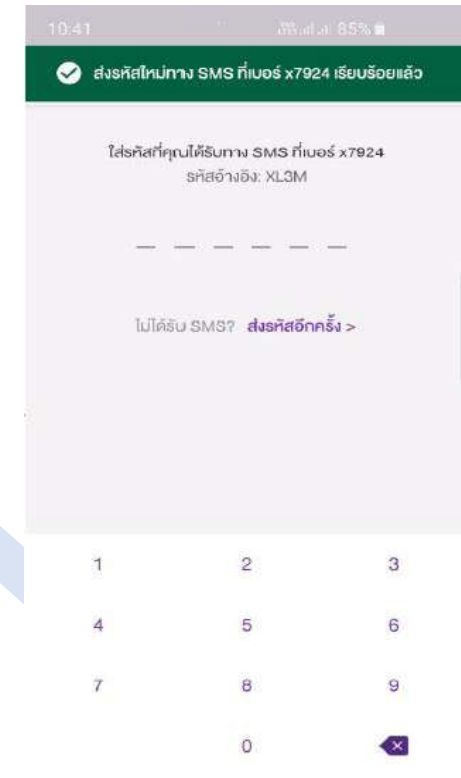 10:41
85%
ส่งรหัสใหม่ทาง SMS ที่เบอร์ x7924 เรียบร้อยแล้ว
ใส่รหัสที่คุณได้รับทาง SMS ที่เบอร์ x7924
รหัสอ้างอิง: XL3M
ไม่ได้รับ SMS? ส่งรหัสอีกครั้ง >
1 2 3
4 5 6
7 8 9
0